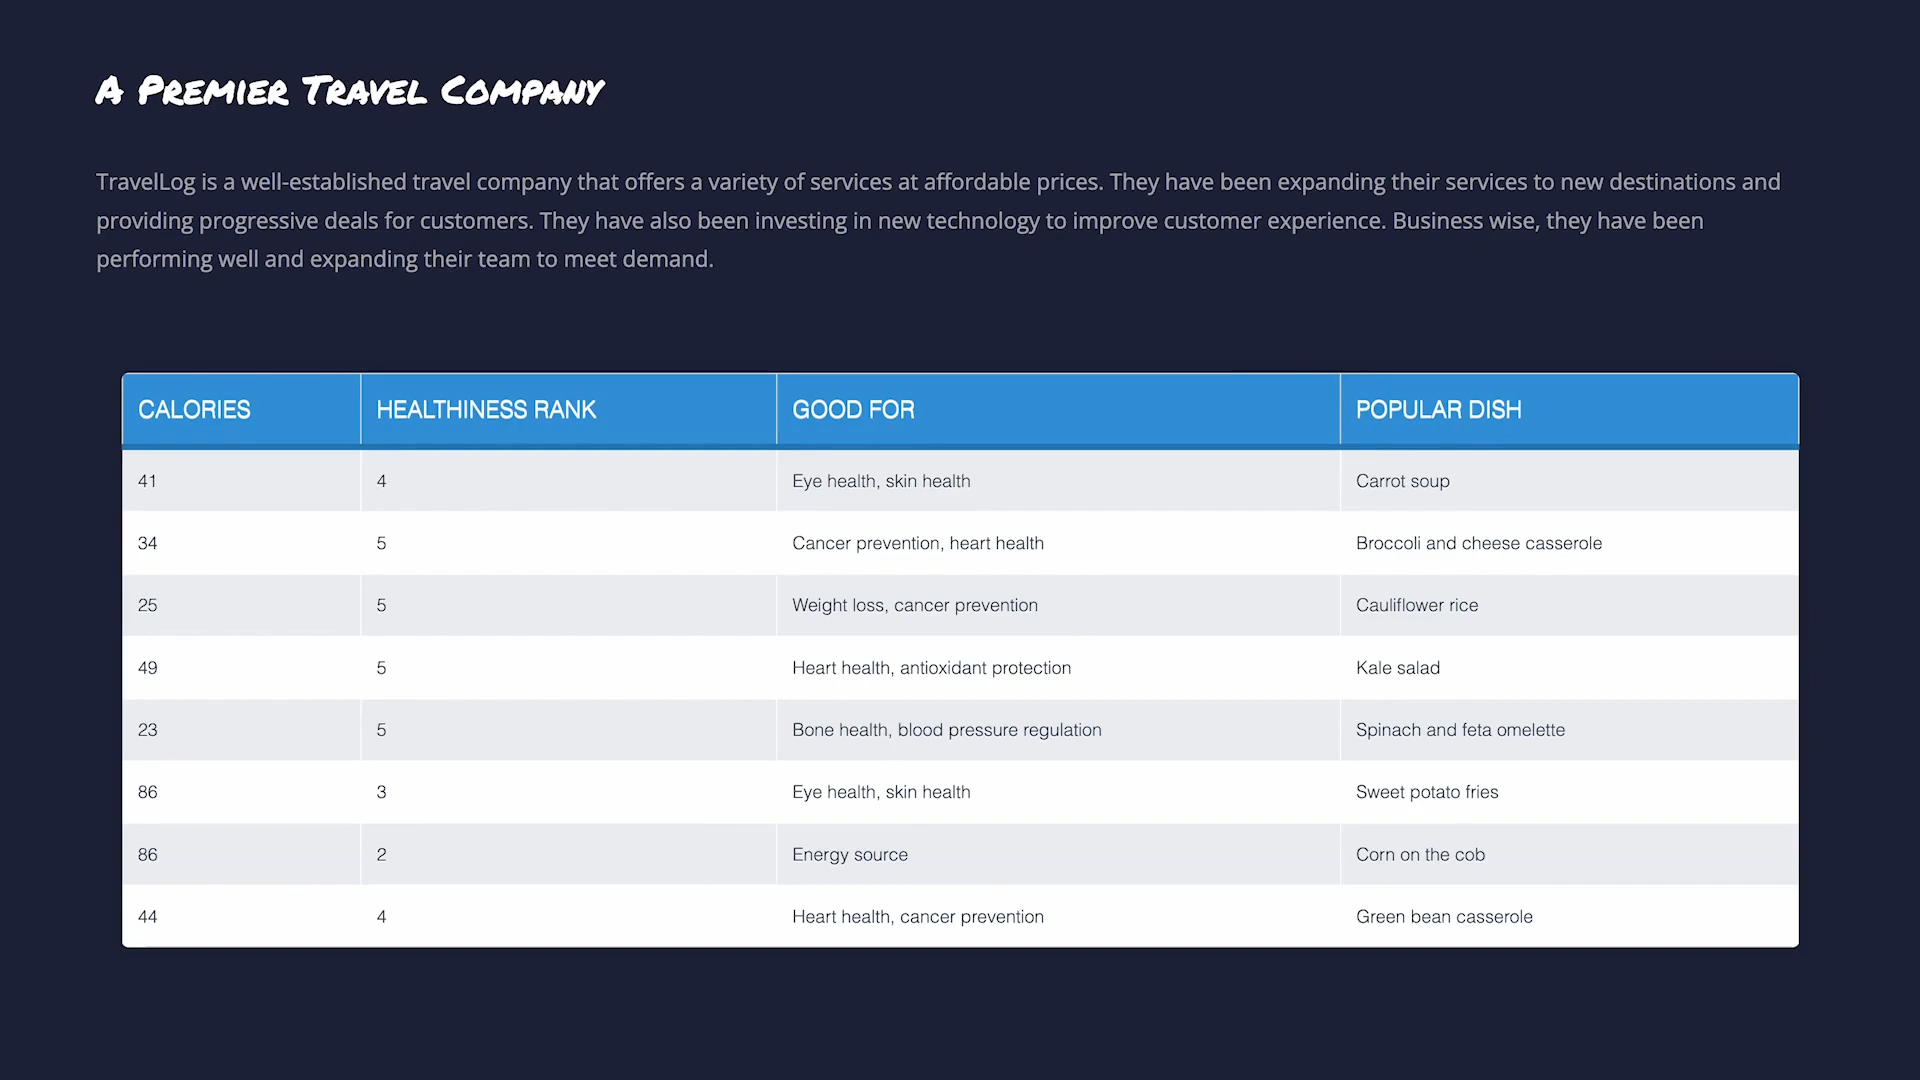 A Premier Travel Company
TravelLog is a well-established travel company that offers a variety of services at affordable prices. They have been expanding their services to new destinations and
providing progressive deals for customers. They have also been investing in new technology to improve customer experience. Business wise, they have been
performing well and expanding their team to meet demand.
CALORIES HEALTHINESS RANK GOOD FOR POPULAR DISH
41 4 Eye health, skin health Carrot soup
34 5 Cancer prevention, heart health Broccoli and cheese casserole
25 5 Weight loss, cancer prevention Cauliflower rice
49 5 Heart health, antioxidant protection Kale salad
23 5 Bone health, blood pressure regulation Spinach and feta omelette
86 3 Eye health, skin health Sweet potato fries
86 2 Energy source Corn on the cob
44 4 Heart health, cancer prevention Green bean casserole